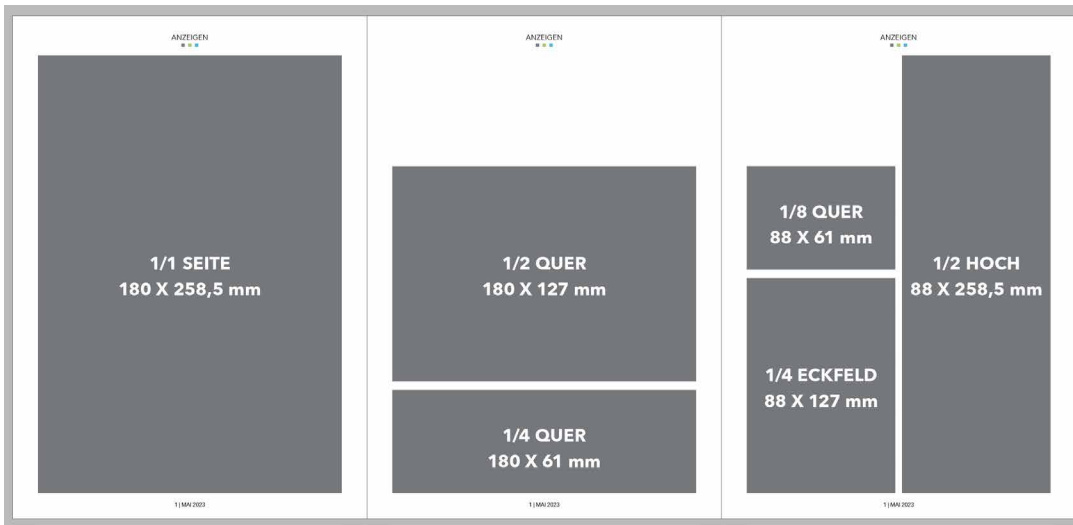 ANZEIGEN
1/1 SEITE
180 X 258,5 mm
1 | MAI 2023
ANZEIGEN
1/2 QUER
180 X 127 mm
1/4 QUER
180 X 61 mm
1 | MAI 2023
ANZEIGEN
1/8 QUER
88 X 61 mm
1/4 ECKFELD
88 X 127 mm
1/2 HOCH
88 X 258,5 mm
1 | MAI 2023